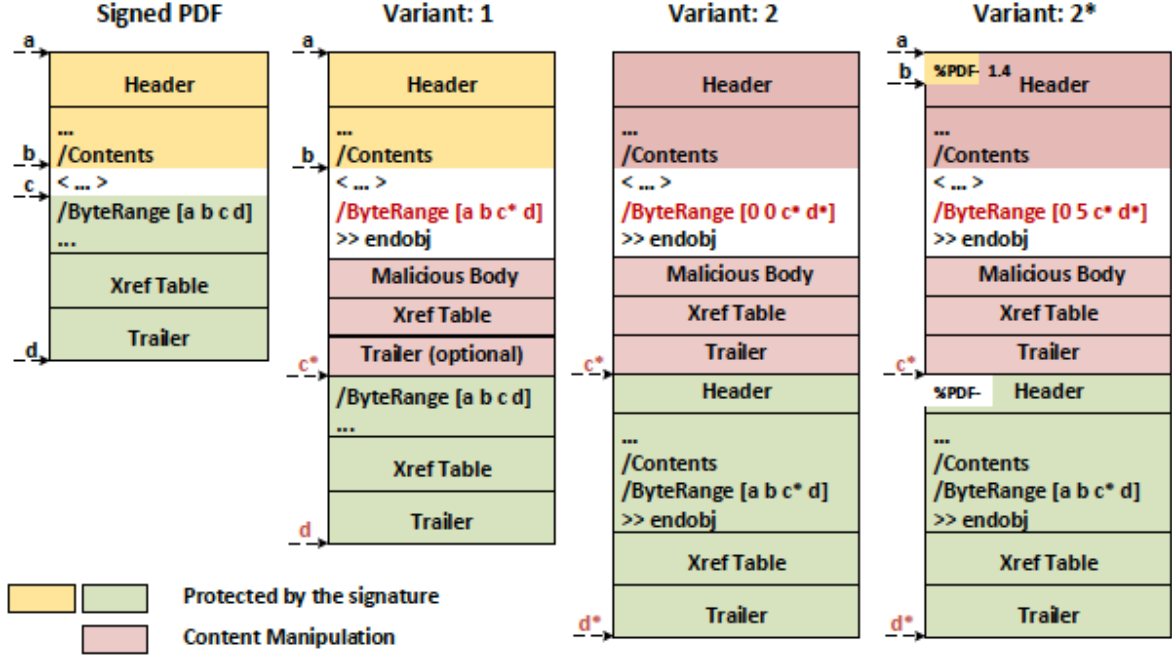 Signed PDF
a
Header
...
b
/Contents
c
< ... >
/ByteRange [a b c d]
...
Xref Table
Trailer
d
Variant: 1
a
Header
...
b
/Contents
< ... >
/ByteRange [a b c* d]
>> endobj
Malicious Body
Xref Table
Trailer (optional)
c*
/ByteRange [a b c d]
...
Xref Table
Trailer
d
Variant: 2
Header
...
/Contents
< ... >
/ByteRange [0 0 c* d*]
>> endobj
Malicious Body
Xref Table
Trailer
c*
Header
...
/Contents
/ByteRange [a b c* d]
>> endobj
Xref Table
Trailer
d*
Variant: 2*
a
%PDF- 1.4
b
Header
...
/Contents
< ... >
/ByteRange [0 5 c* d*]
>> endobj
Malicious Body
Xref Table
Trailer
c*
%PDF- Header
...
/Contents
/ByteRange [a b c* d]
>> endobj
Xref Table
Trailer
d*
Protected by the signature
Content Manipulation